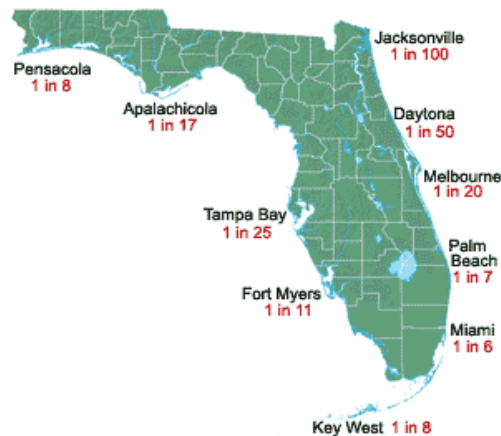 Jacksonville
1 in 100
Pensacola
1 in 8
Apalachicola
1 in 17
Daytona
1 in 50
Melbourne
1 in 20
Tampa Bay
1 in 25
Palm
Beach
1 in 7
Fort Myers
1 in 11
Miami
1 in 6
Key West 1 in 8